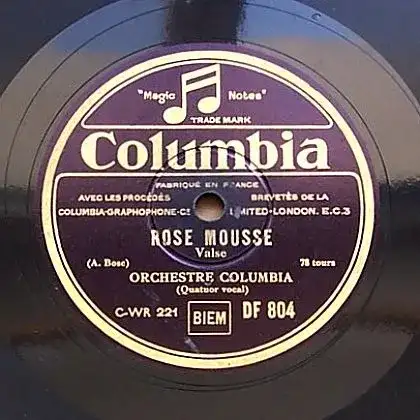 "Magic Notes"
TRADE MARK
Columbia
FABRIQUÉ EN FRANCE
AVEC LES PROCÉDÉS BREVETÉS DE LA
COLUMBIA-GRAPHOPHONE-C LIMITED-LONDON. E.C.3
ROSE MOUSSE
Valse
(A. Bosc) 78 tours
ORCHESTRE COLUMBIA
(Quatuor vocal)
C-WR 221 BIEM DF 804